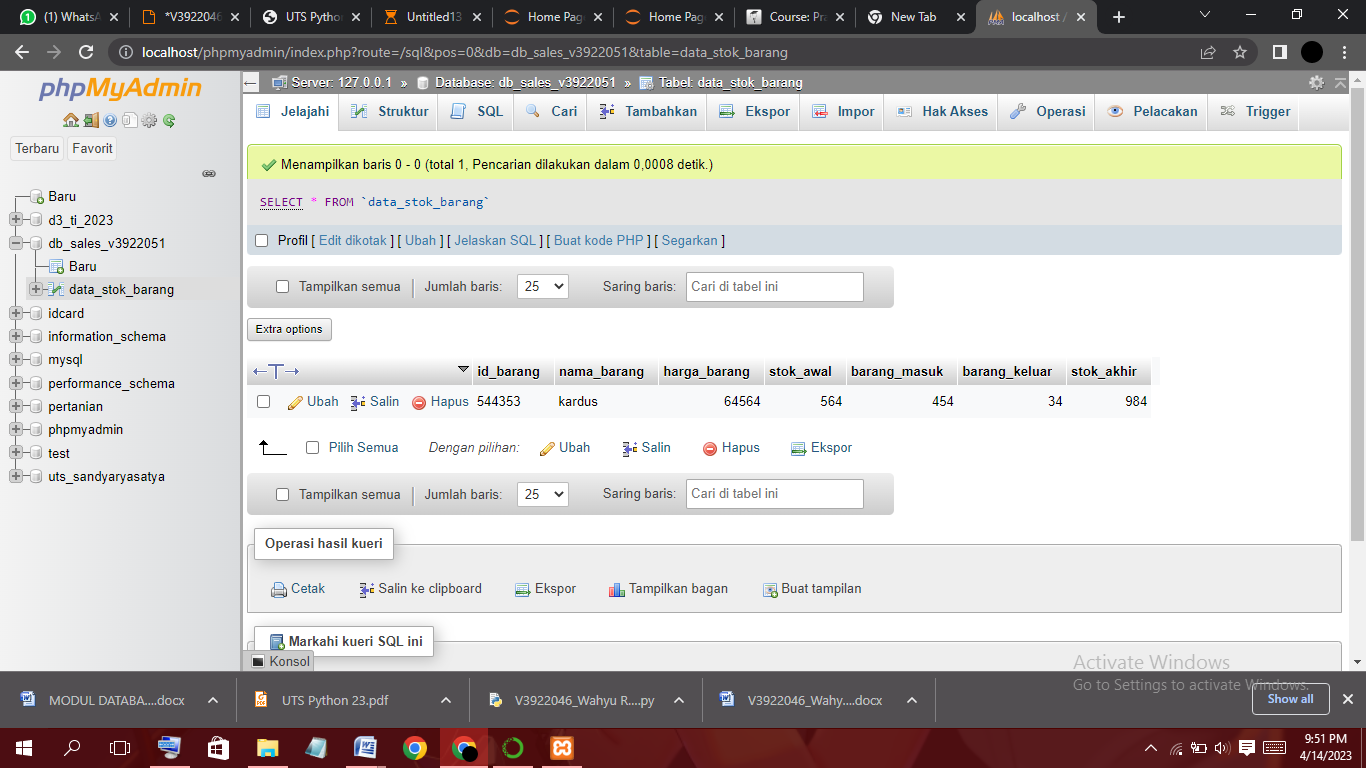 (1) WhatsA
*V3922046
UTS Python
Untitled13
Home Page
Home Page
Course: Pra
New Tab
localhost /
localhost/phpmyadmin/index.php?route=/sql&pos=0&db=db_sales_v3922051&table=data_stok_barang
phpMyAdmin
Terbaru Favorit
Baru
d3_ti_2023
db_sales_v3922051
Baru
data_stok_barang
idcard
information_schema
mysql
performance_schema
pertanian
phpmyadmin
test
uts_sandyaryasatya
Server: 127.0.0.1 » Database: db_sales_v3922051 » Tabel: data_stok_barang
Jelajahi Struktur SQL Cari Tambahkan Ekspor Impor Hak Akses Operasi Pelacakan Trigger
Menampilkan baris 0 - 0 (total 1, Pencarian dilakukan dalam 0,0008 detik.)
SELECT * FROM `data_stok_barang`
Profil [ Edit dikotak ] [ Ubah ] [ Jelaskan SQL ] [ Buat kode PHP ] [ Segarkan ]
Tampilkan semua Jumlah baris: 25 Saring baris: Cari di tabel ini
Extra options
←T→ id_barang nama_barang harga_barang stok_awal barang_masuk barang_keluar stok_akhir
Ubah Salin Hapus 544353 kardus 64564 564 454 34 984
Pilih Semua Dengan pilihan: Ubah Salin Hapus Ekspor
Tampilkan semua Jumlah baris: 25 Saring baris: Cari di tabel ini
Operasi hasil kueri
Cetak Salin ke clipboard Ekspor Tampilkan bagan Buat tampilan
Markahi kueri SQL ini
Konsol
Activate Windows
Go to Settings to activate Windows.
MODUL DATABA....docx
UTS Python 23.pdf
V3922046_Wahyu R....py
V3922046_Wahy....docx
Show all
9:51 PM
4/14/2023